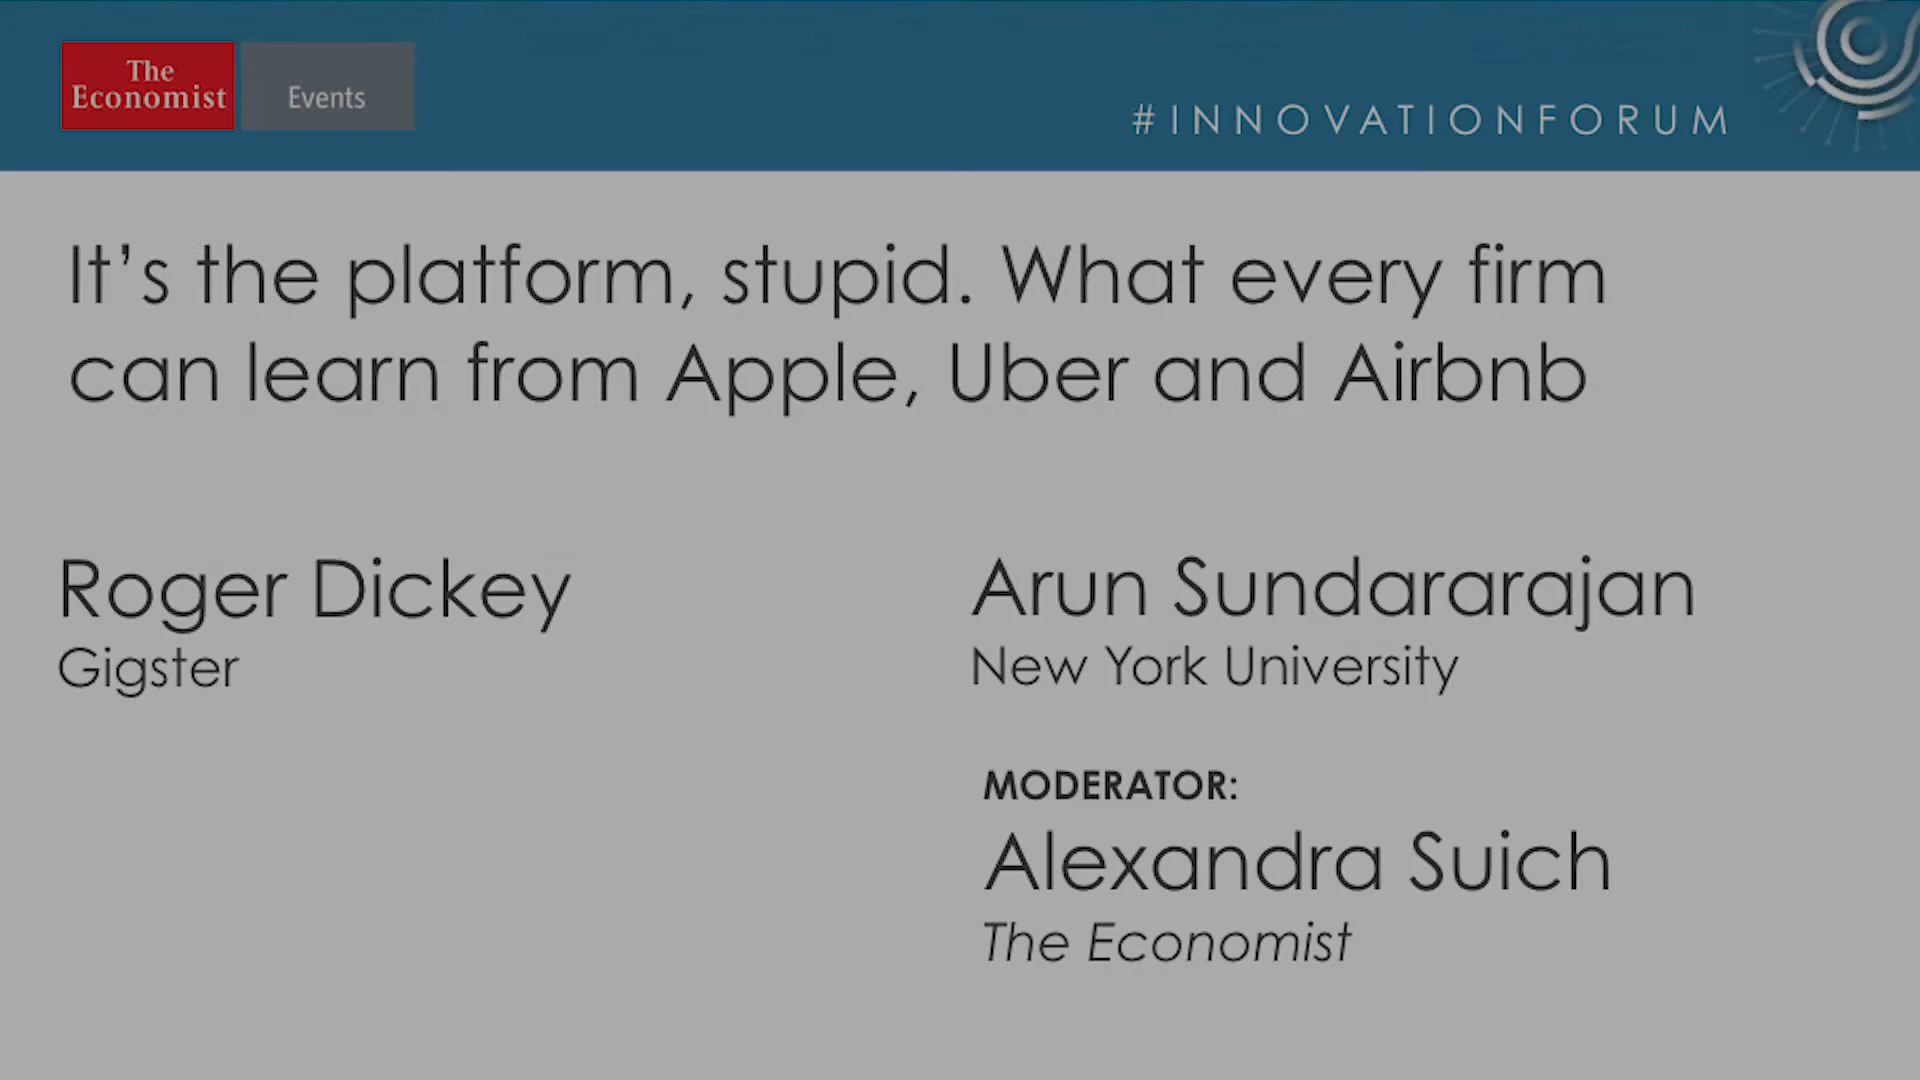 The
Economist
Events
#INNOVATIONFORUM
It’s the platform, stupid. What every firm
can learn from Apple, Uber and Airbnb
Roger Dickey
Gigster
Arun Sundararajan
New York University
MODERATOR:
Alexandra Suich
The Economist